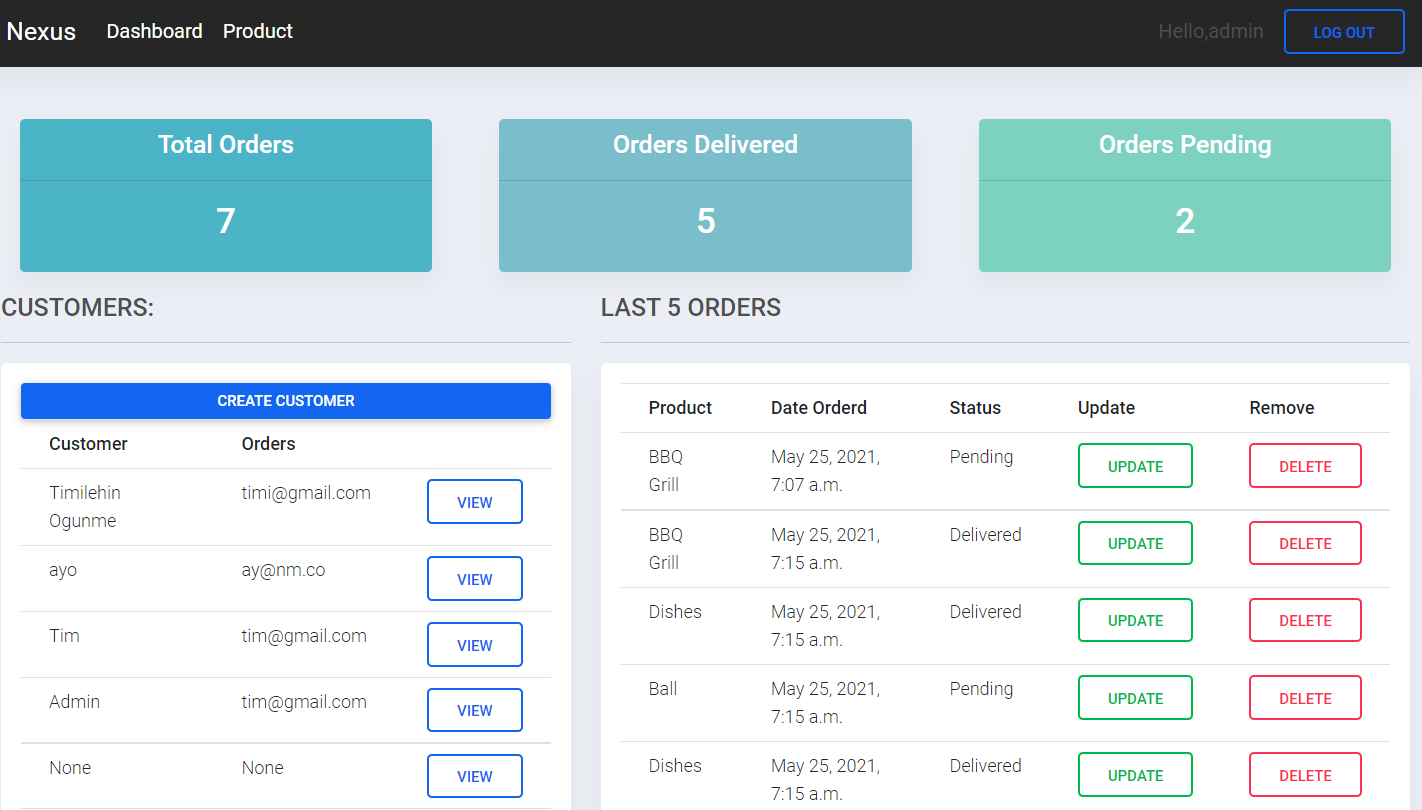 Nexus Dashboard Product Hello,admin LOG OUT
Total Orders Orders Delivered Orders Pending
7 5 2
CUSTOMERS:
CREATE CUSTOMER
Customer Orders
Timilehin timi@gmail.com VIEW
Ogunme
ayo ay@nm.co VIEW
Tim tim@gmail.com VIEW
Admin tim@gmail.com VIEW
None None VIEW
LAST 5 ORDERS
Product Date Orderd Status Update Remove
BBQ May 25, 2021, Pending UPDATE DELETE
Grill 7:07 a.m.
BBQ May 25, 2021, Delivered UPDATE DELETE
Grill 7:15 a.m.
Dishes May 25, 2021, Delivered UPDATE DELETE
7:15 a.m.
Ball May 25, 2021, Pending UPDATE DELETE
7:15 a.m.
Dishes May 25, 2021, Delivered UPDATE DELETE
7:15 a.m.